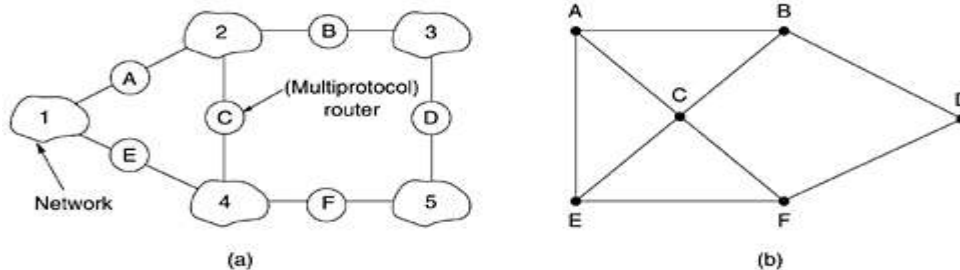 2
B
3
A
(Multiprotocol)
router
1
C
D
E
Network
4
F
5
(a)
A
B
C
D
E
F
(b)